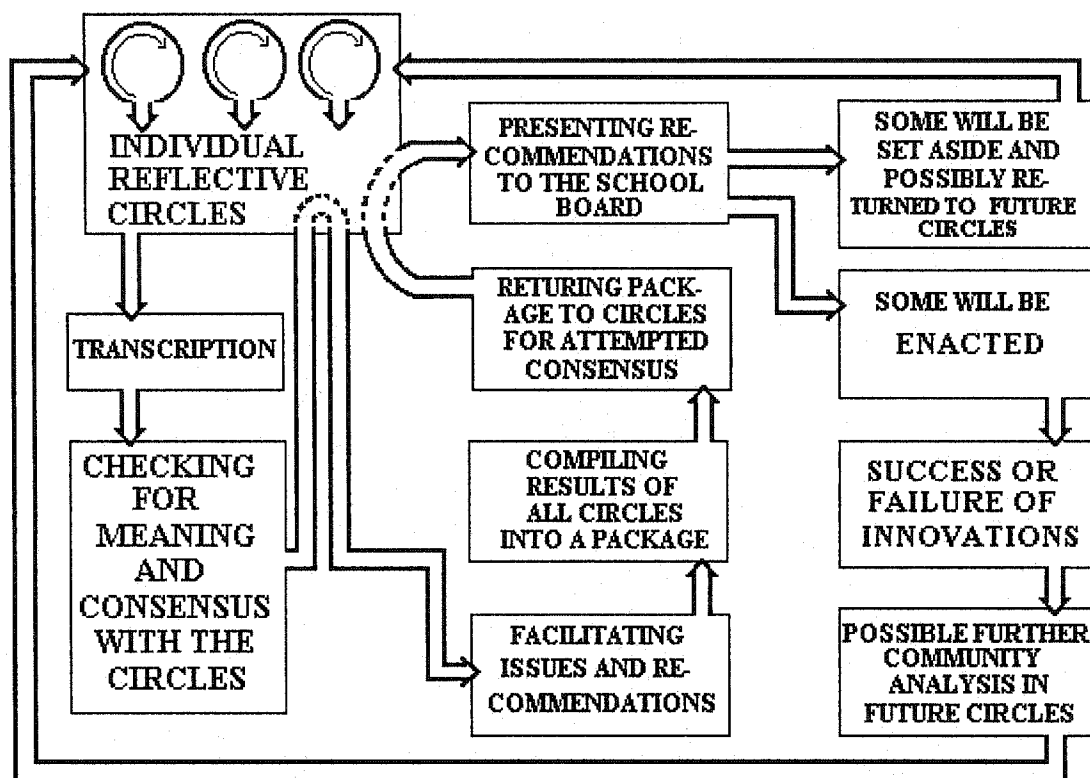 INDIVIDUAL
REFLECTIVE
CIRCLES
TRANSCRIPTION
CHECKING
FOR
MEANING
AND
CONSENSUS
WITH THE
CIRCLES
FACILITATING
ISSUES AND RE-
COMMENDATIONS
COMPILING
RESULTS OF
ALL CIRCLES
INTO A PACKAGE
RETURING PACK-
AGE TO CIRCLES
FOR ATTEMPTED
CONSENSUS
PRESENTING RE-
COMMENDATIONS
TO THE SCHOOL
BOARD
SOME WILL BE
SET ASIDE AND
POSSIBLY RE-
TURNED TO FUTURE
CIRCLES
SOME WILL BE
ENACTED
SUCCESS OR
FAILURE OF
INNOVATIONS
POSSIBLE FURTHER
COMMUNITY
ANALYSIS IN
FUTURE CIRCLES